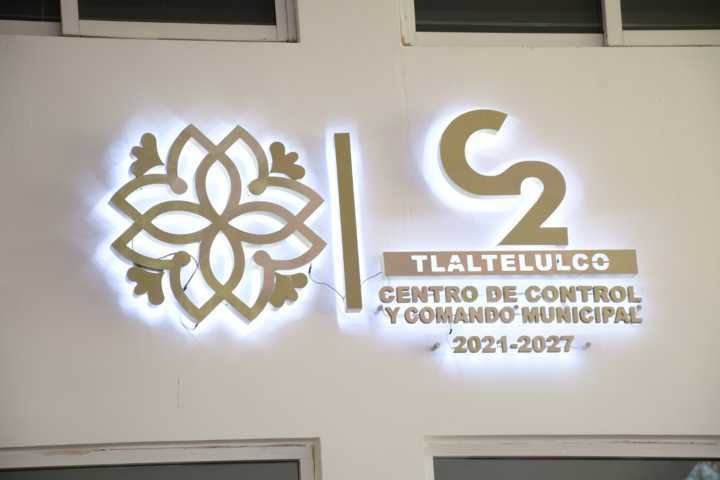 C2
TLALTELULCO
CENTRO DE CONTROL
Y COMANDO MUNICIPAL
2021-2027